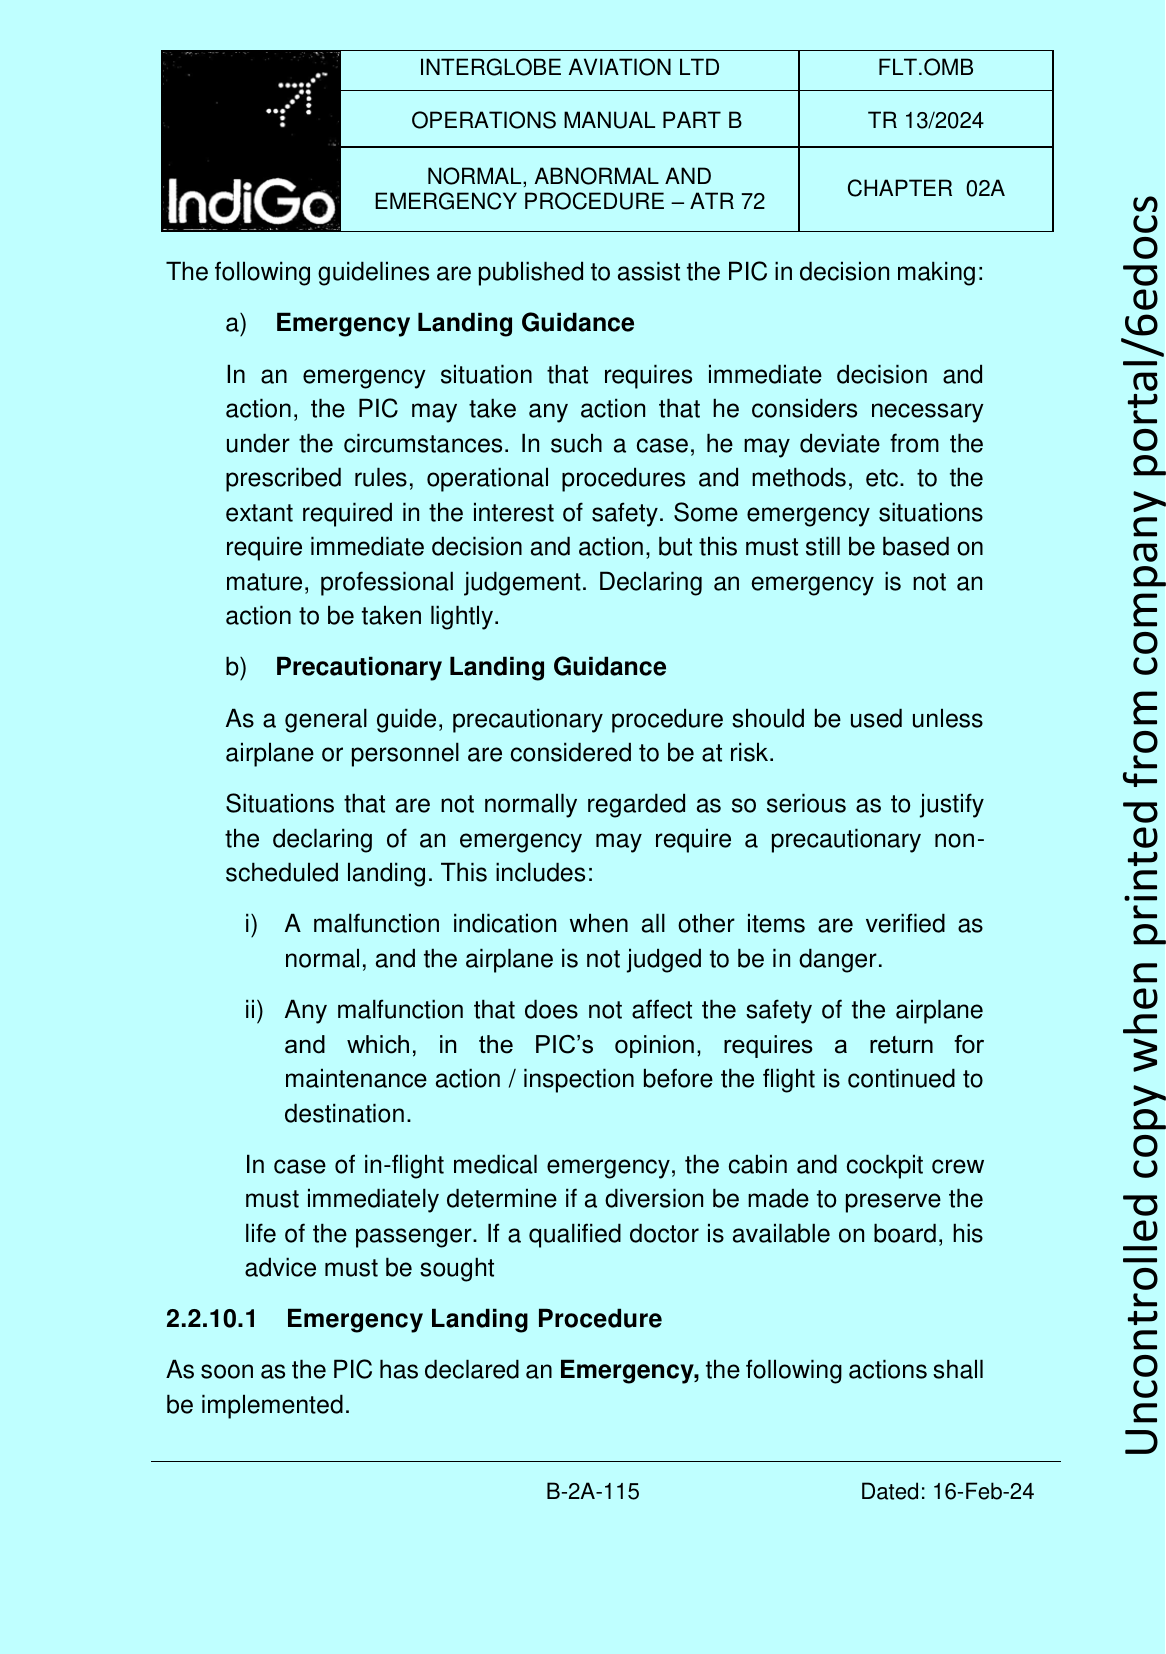 INTERGLOBE AVIATION LTD
FLT.OMB
OPERATIONS MANUAL PART B
TR 13/2024
NORMAL, ABNORMAL AND
EMERGENCY PROCEDURE – ATR 72
CHAPTER 02A
IndiGo
The following guidelines are published to assist the PIC in decision making:
a) Emergency Landing Guidance
In an emergency situation that requires immediate decision and
action, the PIC may take any action that he considers necessary
under the circumstances. In such a case, he may deviate from the
prescribed rules, operational procedures and methods, etc. to the
extant required in the interest of safety. Some emergency situations
require immediate decision and action, but this must still be based on
mature, professional judgement. Declaring an emergency is not an
action to be taken lightly.
b) Precautionary Landing Guidance
As a general guide, precautionary procedure should be used unless
airplane or personnel are considered to be at risk.
Situations that are not normally regarded as so serious as to justify
the declaring of an emergency may require a precautionary non-
scheduled landing. This includes:
i) A malfunction indication when all other items are verified as
normal, and the airplane is not judged to be in danger.
ii) Any malfunction that does not affect the safety of the airplane
and which, in the PIC’s opinion, requires a return for
maintenance action / inspection before the flight is continued to
destination.
In case of in-flight medical emergency, the cabin and cockpit crew
must immediately determine if a diversion be made to preserve the
life of the passenger. If a qualified doctor is available on board, his
advice must be sought
2.2.10.1 Emergency Landing Procedure
As soon as the PIC has declared an Emergency, the following actions shall
be implemented.
B-2A-115
Dated: 16-Feb-24
Uncontrolled copy when printed from company portal/6edocs